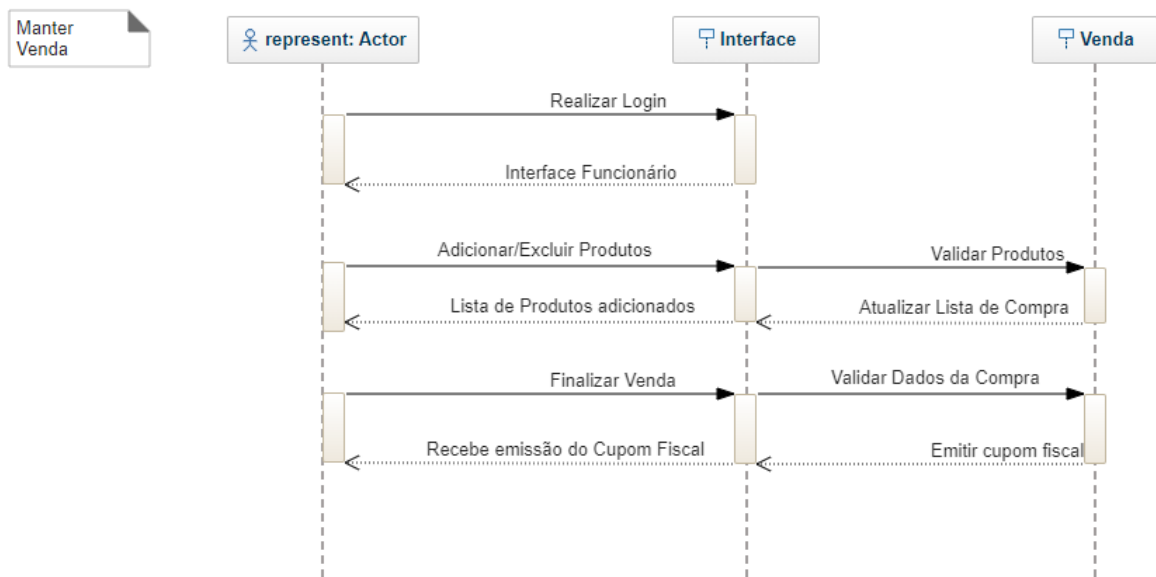 Manter
Venda
represent: Actor
Interface
Venda
Realizar Login
Interface Funcionário
Adicionar/Excluir Produtos
Validar Produtos
Lista de Produtos adicionados
Atualizar Lista de Compra
Finalizar Venda
Validar Dados da Compra
Recebe emissão do Cupom Fiscal
Emitir cupom fiscal